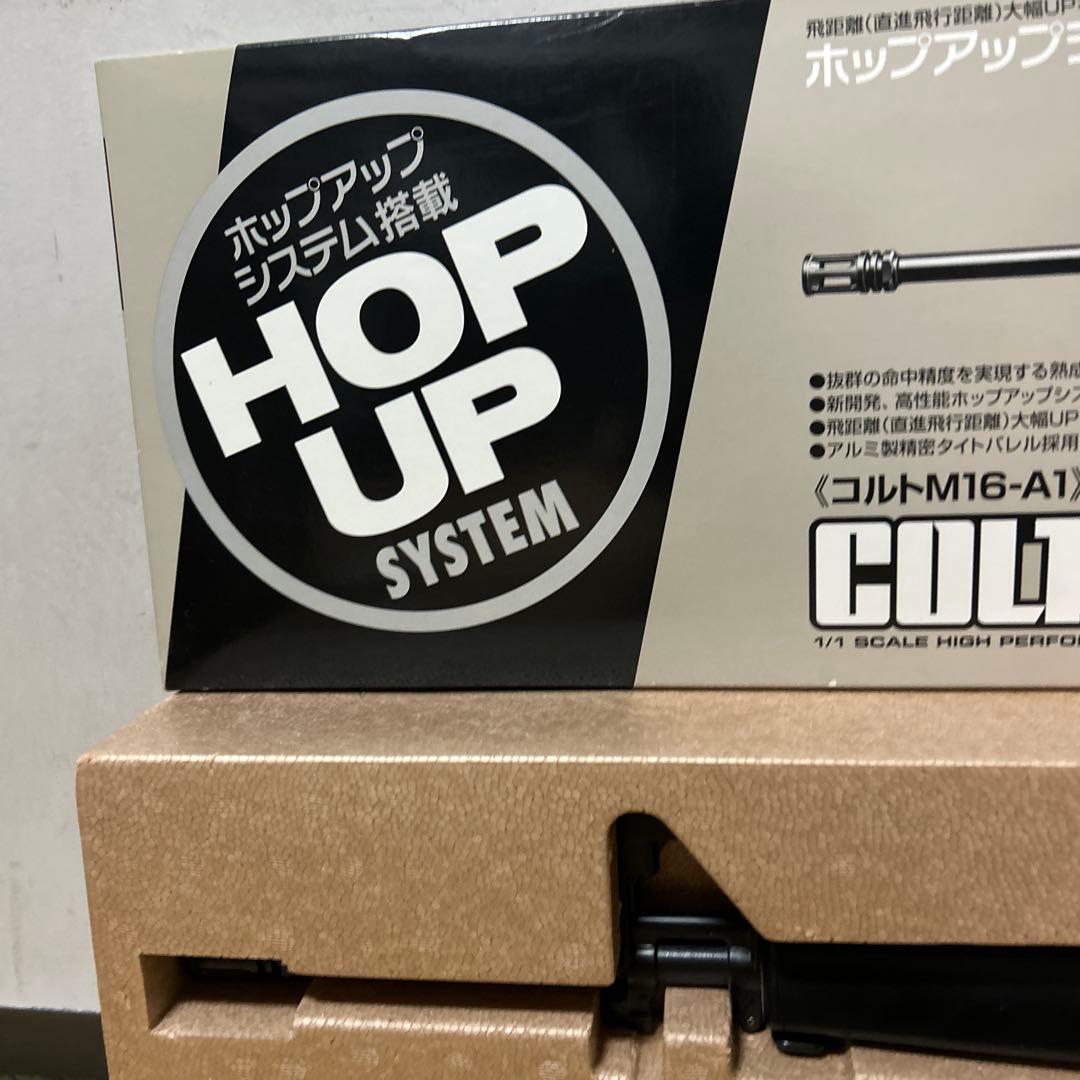 ホップアップ
システム搭載
HOP
UP
SYSTEM
飛距離(直進飛行距離)大幅UP
ホップアップシ
●抜群の命中精度を実現する熟成
●新開発、高性能ホップアップシス
●飛距離(直進飛行距離)大幅UP
●アルミ製精密タイトバレル採用
《コルトM16-A1》
COLT
1/1 SCALE HIGH PERFO